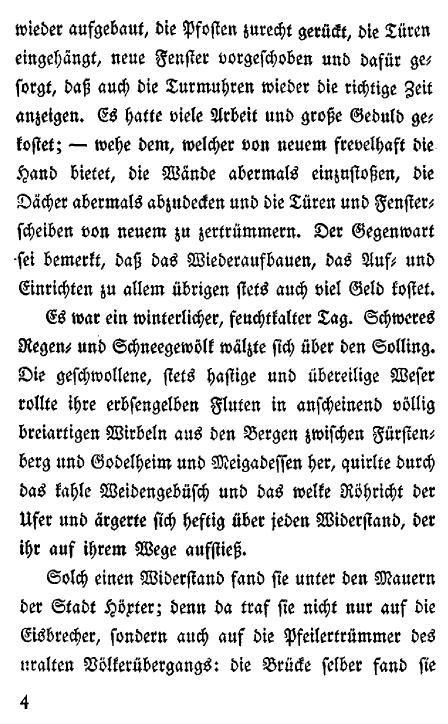 wieder aufgebaut, die Pfosten zurecht gerückt, die Türen
eingehängt, neue Fenster vorgeschoben und dafür ge⸗
sorgt, daß auch die Turmuhren wieder die richtige Zeit
anzeigen. Es hatte viele Arbeit und große Geduld ge⸗
kostet; — wehe dem, welcher von neuem frevelhaft die
Hand bietet, die Wände abermals einzustoßen, die
Dächer abermals abzudecken und die Türen und Fenster⸗
scheiben von neuem zu zertrümmern. Der Gegenwart
sei bemerkt, daß das Wiederaufbauen, das Auf⸗ und
Einrichten zu allem übrigen stets auch viel Geld kostet.
Es war ein winterlicher, feuchtkalter Tag. Schweres
Regen⸗ und Schneegewölk wälzte sich über den Solling.
Die geschwollene, stets hastige und übereilige Weser
rollte ihre erbsengelben Fluten in anscheinend völlig
breiartigen Wirbeln aus den Bergen zwischen Fürsten⸗
berg und Godelheim und Meigadessen her, quirlte durch
das kahle Weidengebüsch und das welke Röhricht der
Ufer und ärgerte sich heftig über jeden Widerstand, der
ihr auf ihrem Wege aufstieß.
Solch einen Widerstand fand sie unter den Mauern
der Stadt Höxter; denn da traf sie nicht nur auf die
Eisbrecher, sondern auch auf die Pfeilertrümmer des
uralten Völkerübergangs: die Brücke selber fand sie
4